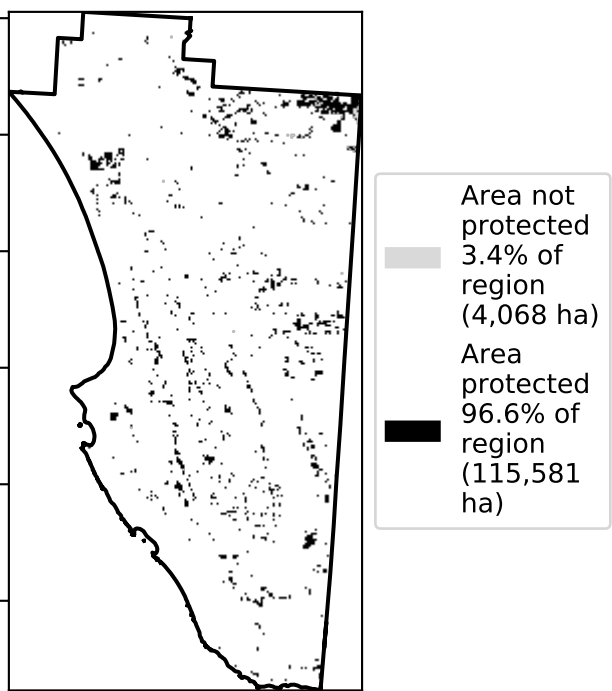 Area not
protected
3.4% of
region
(4,068 ha)
Area
protected
96.6% of
region
(115,581
ha)